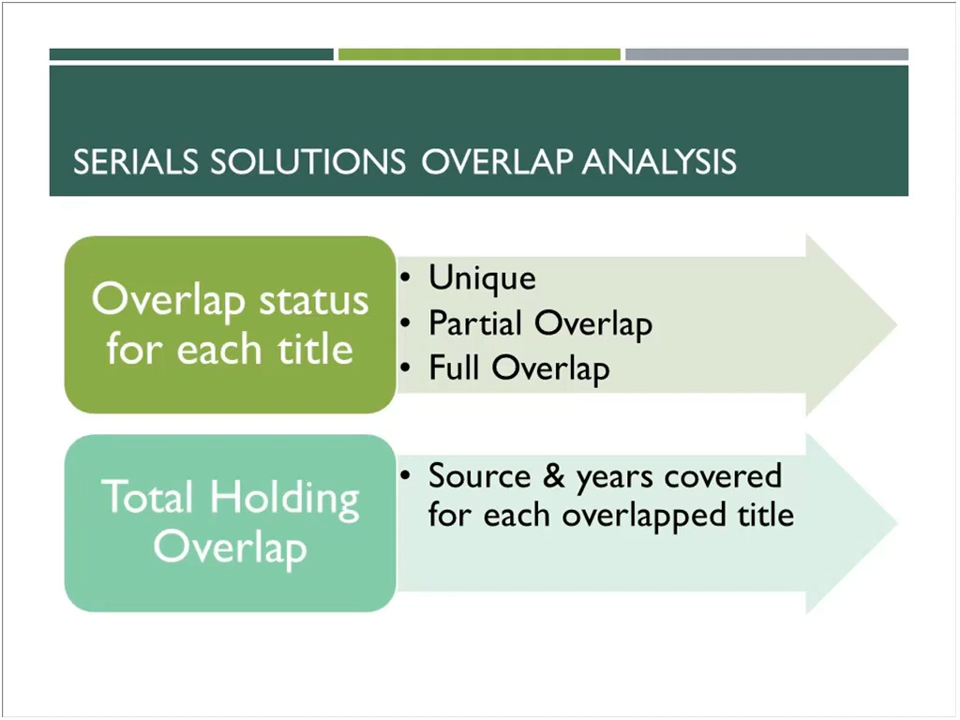 SERIALS SOLUTIONS OVERLAP ANALYSIS
Overlap status
for each title
• Unique
• Partial Overlap
• Full Overlap
Total Holding
Overlap
• Source & years covered
for each overlapped title